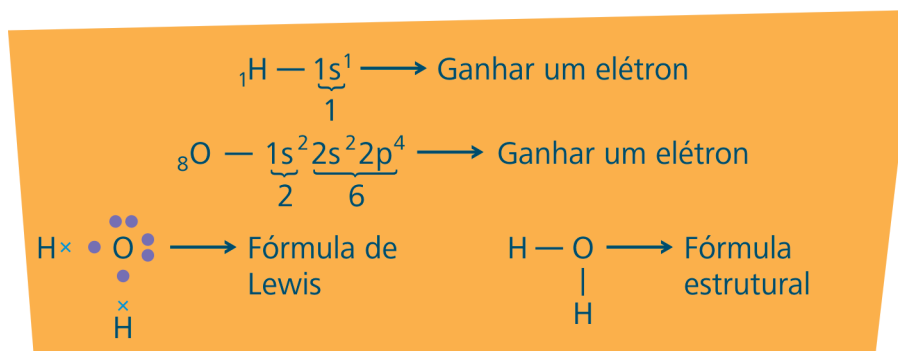 ₁H — 1s¹ ⟶ Ganhar um elétron
1
₈O — 1s² 2s² 2p⁴ ⟶ Ganhar um elétron
2 6
H× O ⟶ Fórmula de
Lewis
×
H
H — O ⟶ Fórmula
| estrutural
H